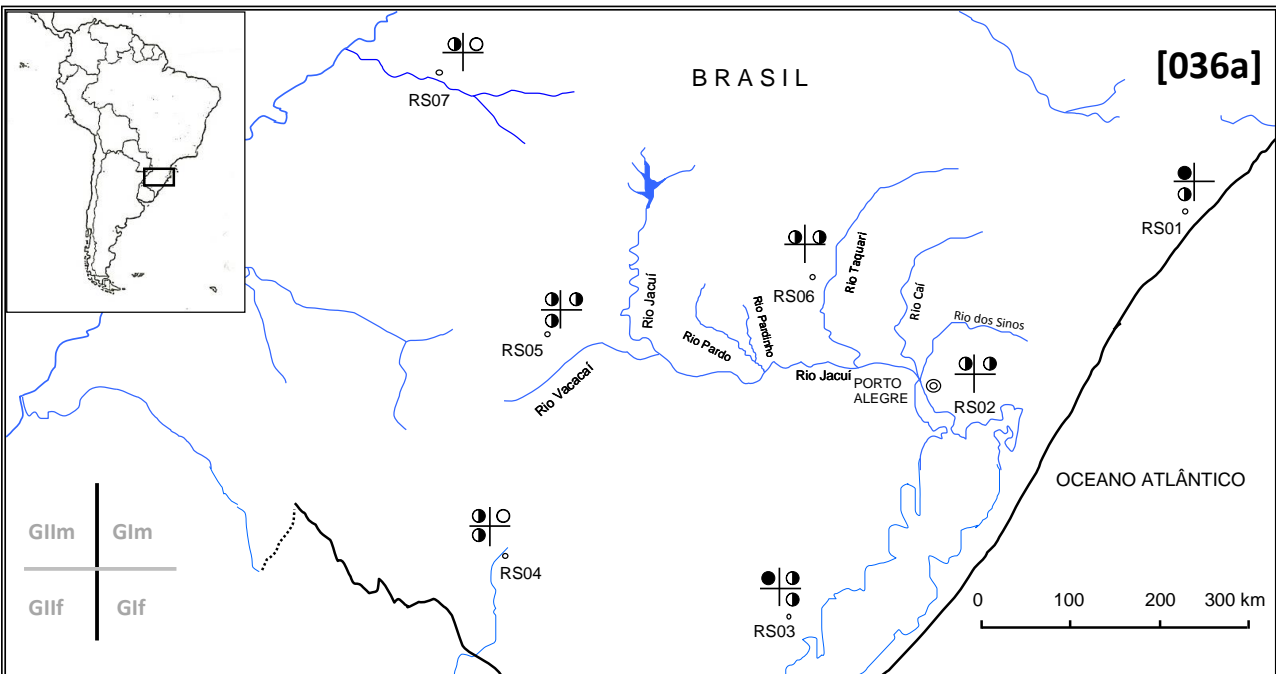 [036a]
BRASIL
RS07
RS01
Rio Taquari
RS06
Rio Jacuí
Rio Caí
Rio Pardinho
Rio dos Sinos
RS05
Rio Pardo
Rio Vacacaí
Rio Jacuí
PORTO
ALEGRE
RS02
OCEANO ATLÂNTICO
GIIm GIm
GIIf GIf
RS04
RS03
0 100 200 300 km